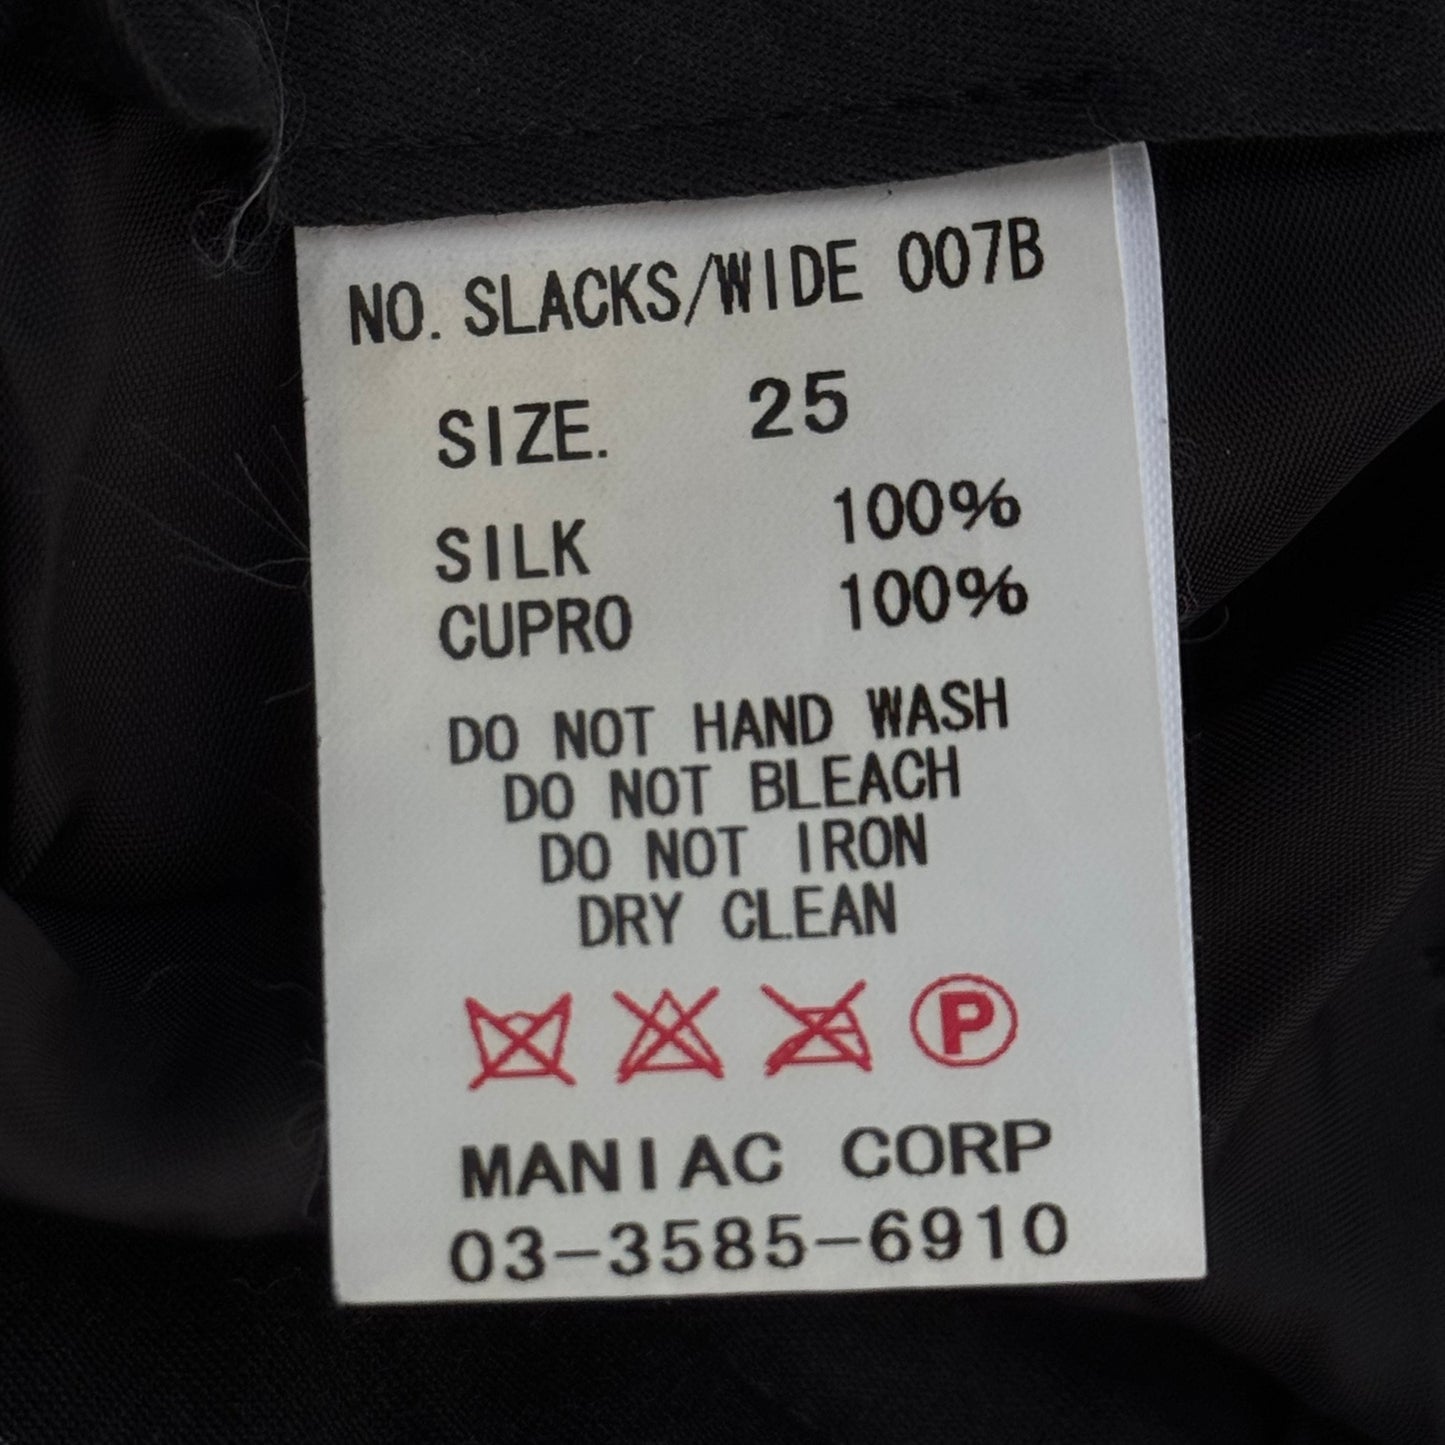 NO. SLACKS/WIDE 007B
SIZE. 25
SILK 100%
CUPRO 100%
DO NOT HAND WASH
DO NOT BLEACH
DO NOT IRON
DRY CLEAN
P
MANIAC CORP
03-3585-6910